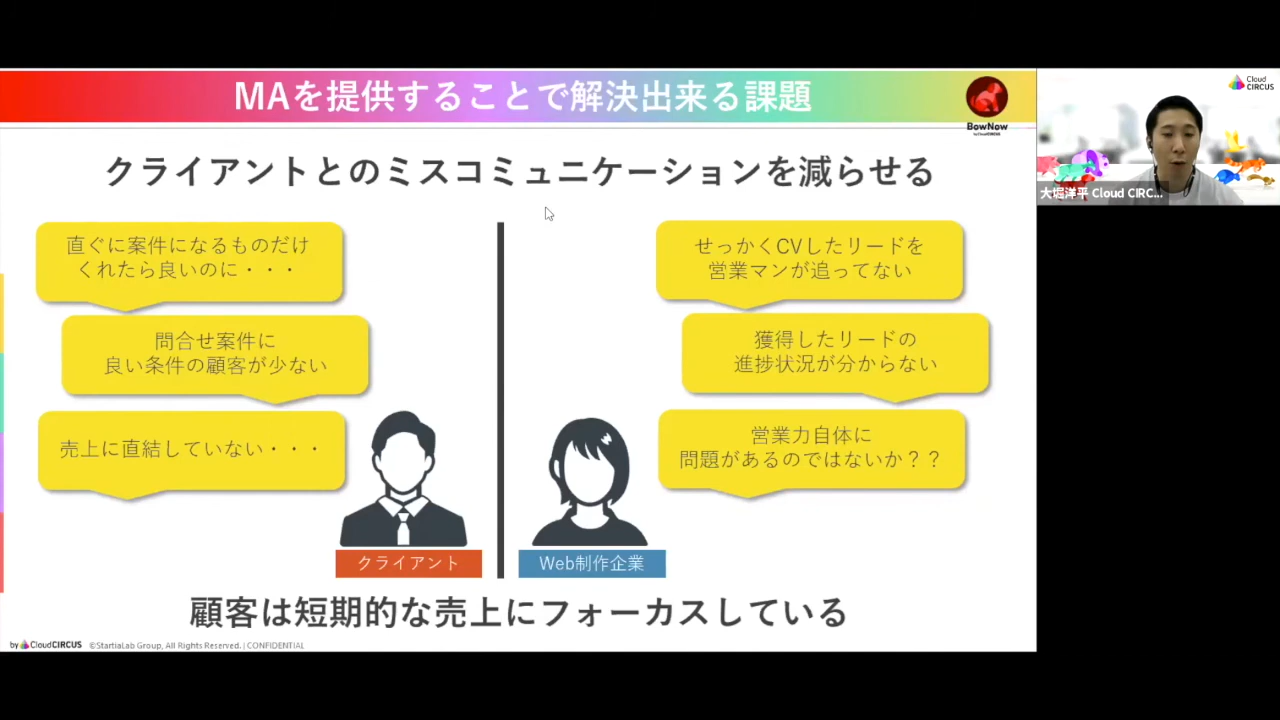 MAを提供することで解決出来る課題
BowNow
by CloudCIRCUS
クライアントとのミスコミュニケーションを減らせる
直ぐに案件になるものだけ
くれたら良いのに・・・
問合せ案件に
良い条件の顧客が少ない
売上に直結していない・・・
クライアント
せっかくCVしたリードを
営業マンが追ってない
獲得したリードの
進捗状況が分からない
営業力自体に
問題があるのではないか？？
Web制作企業
顧客は短期的な売上にフォーカスしている
by CloudCIRCUS ©StartiaLab Group, All Rights Reserved. | CONFIDENTIAL
Cloud
CIRCUS
大堀洋平 Cloud CIRC...